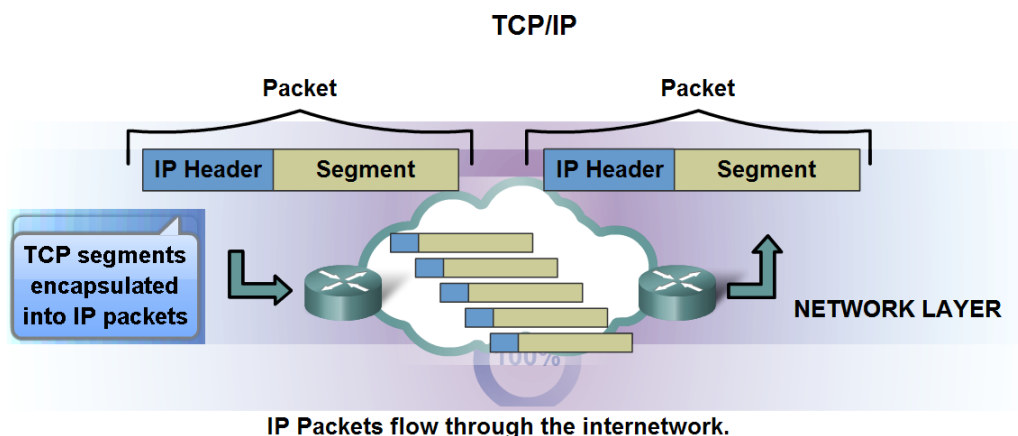 TCP/IP
Packet
Packet
IP Header
Segment
IP Header
Segment
TCP segments
encapsulated
into IP packets
NETWORK LAYER
100%
IP Packets flow through the internetwork.